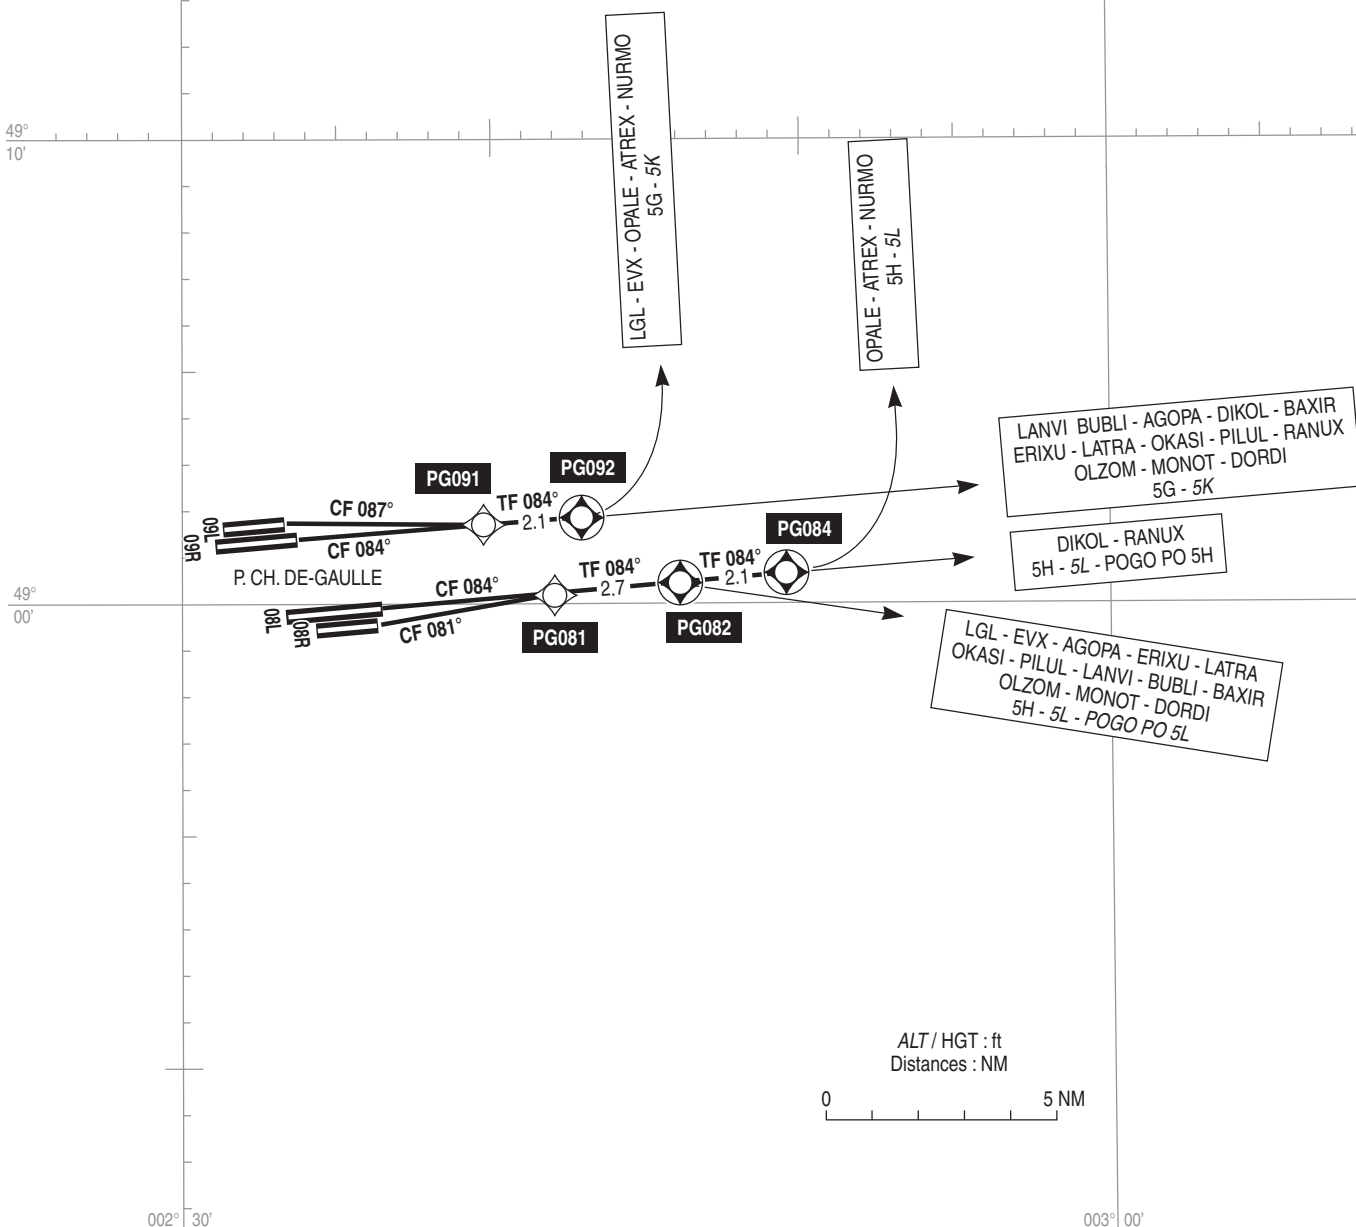 49°
10'
LGL - EVX - OPALE - ATREX - NURMO
5G - 5K
OPALE - ATREX - NURMO
5H - 5L
LANVI BUBLI - AGOPA - DIKOL - BAXIR
ERIXU - LATRA - OKASI - PILUL - RANUX
OLZOM - MONOT - DORDI
5G - 5K
PG091
PG092
CF 087°
TF 084°
2.1
09L
09R
CF 084°
P. CH. DE-GAULLE
PG084
DIKOL - RANUX
5H - 5L - POGO PO 5H
TF 084°
2.7
TF 084°
2.1
CF 084°
49°
00'
08L
08R
CF 081°
PG081
PG082
LGL - EVX - AGOPA - ERIXU - LATRA
OKASI - PILUL - LANVI - BUBLI - BAXIR
OLZOM - MONOT - DORDI
5H - 5L - POGO PO 5L
ALT / HGT : ft
Distances : NM
0
5 NM
002° 30'
003° 00'